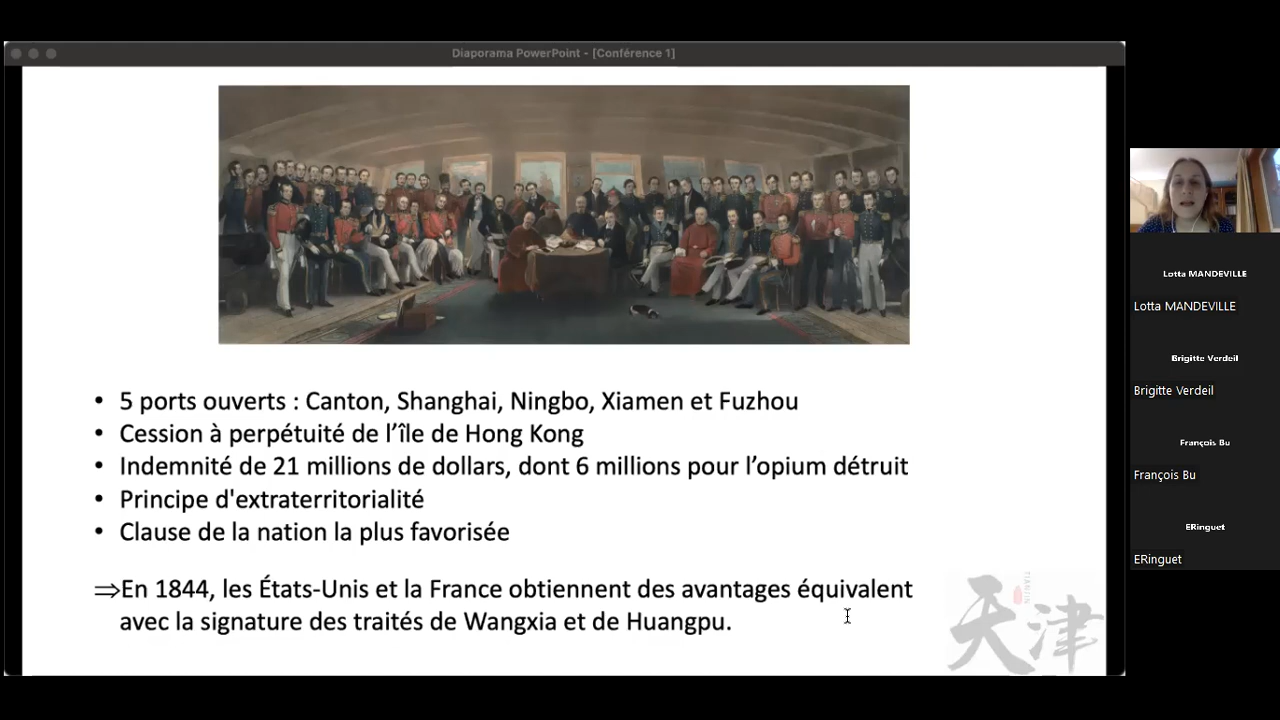 Diaporama PowerPoint - [Conférence 1]
• 5 ports ouverts : Canton, Shanghai, Ningbo, Xiamen et Fuzhou
• Cession à perpétuité de l’île de Hong Kong
• Indemnité de 21 millions de dollars, dont 6 millions pour l’opium détruit
• Principe d'extraterritorialité
• Clause de la nation la plus favorisée
⇒En 1844, les États-Unis et la France obtiennent des avantages équivalent
avec la signature des traités de Wangxia et de Huangpu.
天津
TIANJIN
Lotta MANDEVILLE
Lotta MANDEVILLE
Brigitte Verdeil
Brigitte Verdeil
François Bu
François Bu
ERinguet
ERinguet